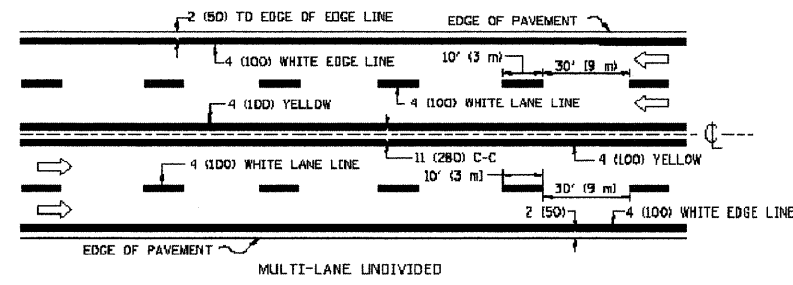 2 (50) TO EDGE OF EDGE LINE
EDGE OF PAVEMENT
4 (100) WHITE EDGE LINE
10' (3 m)
30' (9 m)
4 (100) YELLOW
4 (100) WHITE LANE LINE
℄
4 (100) WHITE LANE LINE
11 (280) C-C
4 (100) YELLOW
10' (3 m)
30' (9 m)
2 (50)
4 (100) WHITE EDGE LINE
EDGE OF PAVEMENT
MULTI-LANE UNDIVIDED